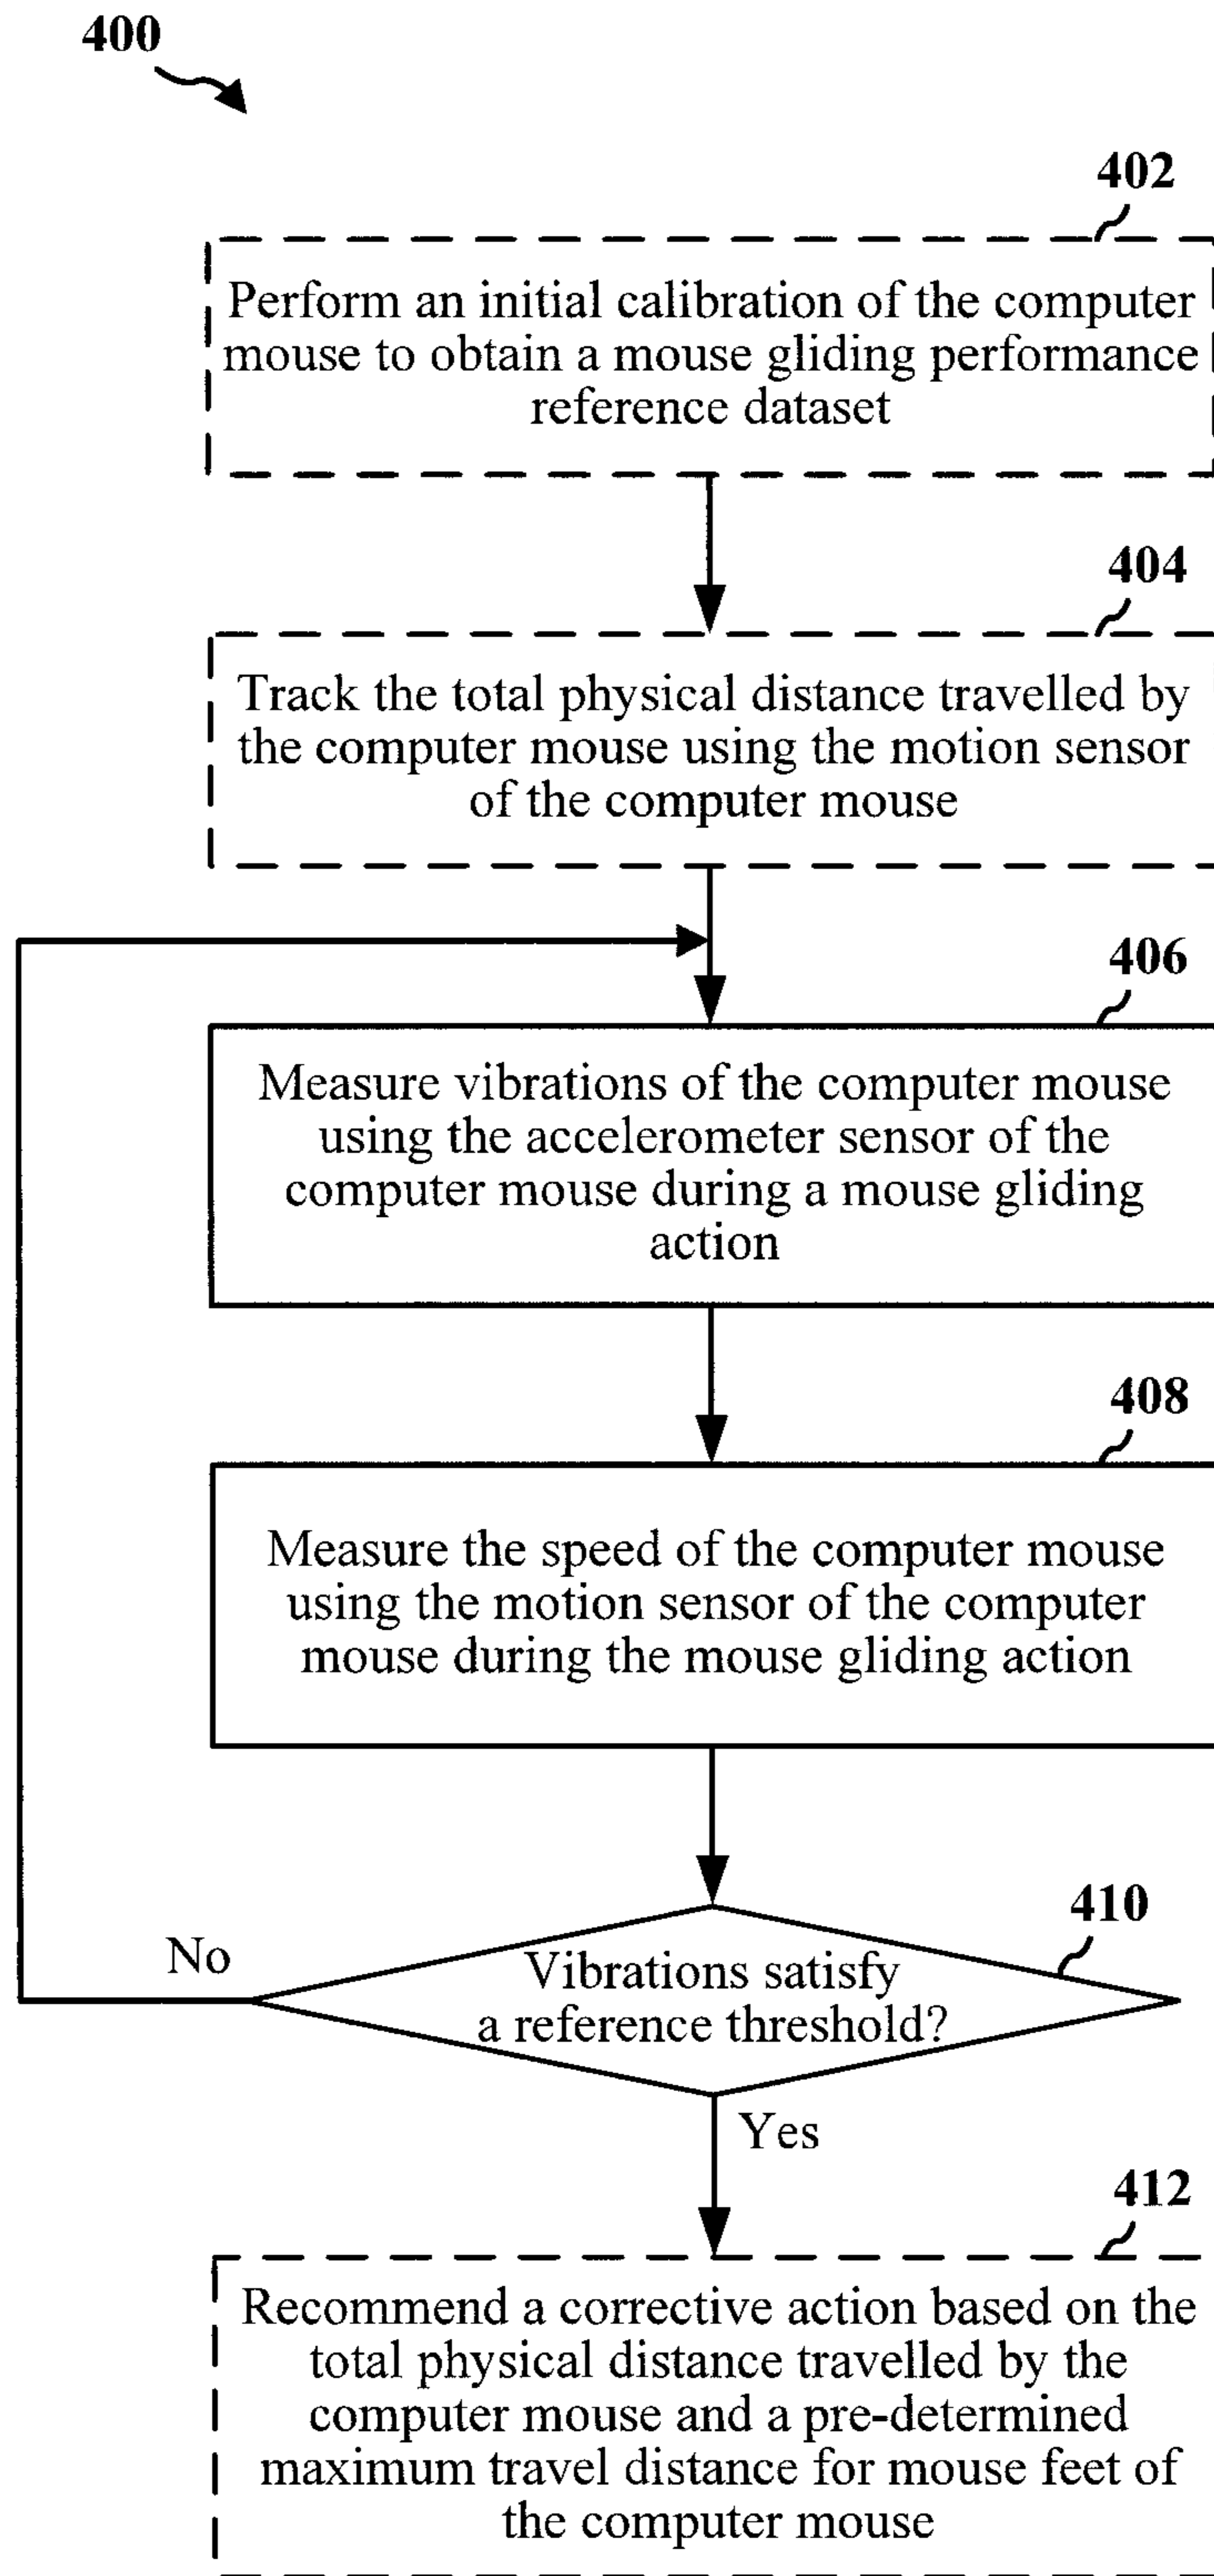 400
402
Perform an initial calibration of the computer
mouse to obtain a mouse gliding performance
reference dataset
404
Track the total physical distance travelled by
the computer mouse using the motion sensor
of the computer mouse
406
Measure vibrations of the computer mouse
using the accelerometer sensor of the
computer mouse during a mouse gliding
action
408
Measure the speed of the computer mouse
using the motion sensor of the computer
mouse during the mouse gliding action
410
No
Vibrations satisfy
a reference threshold?
Yes
412
Recommend a corrective action based on the
total physical distance travelled by the
computer mouse and a pre-determined
maximum travel distance for mouse feet of
the computer mouse